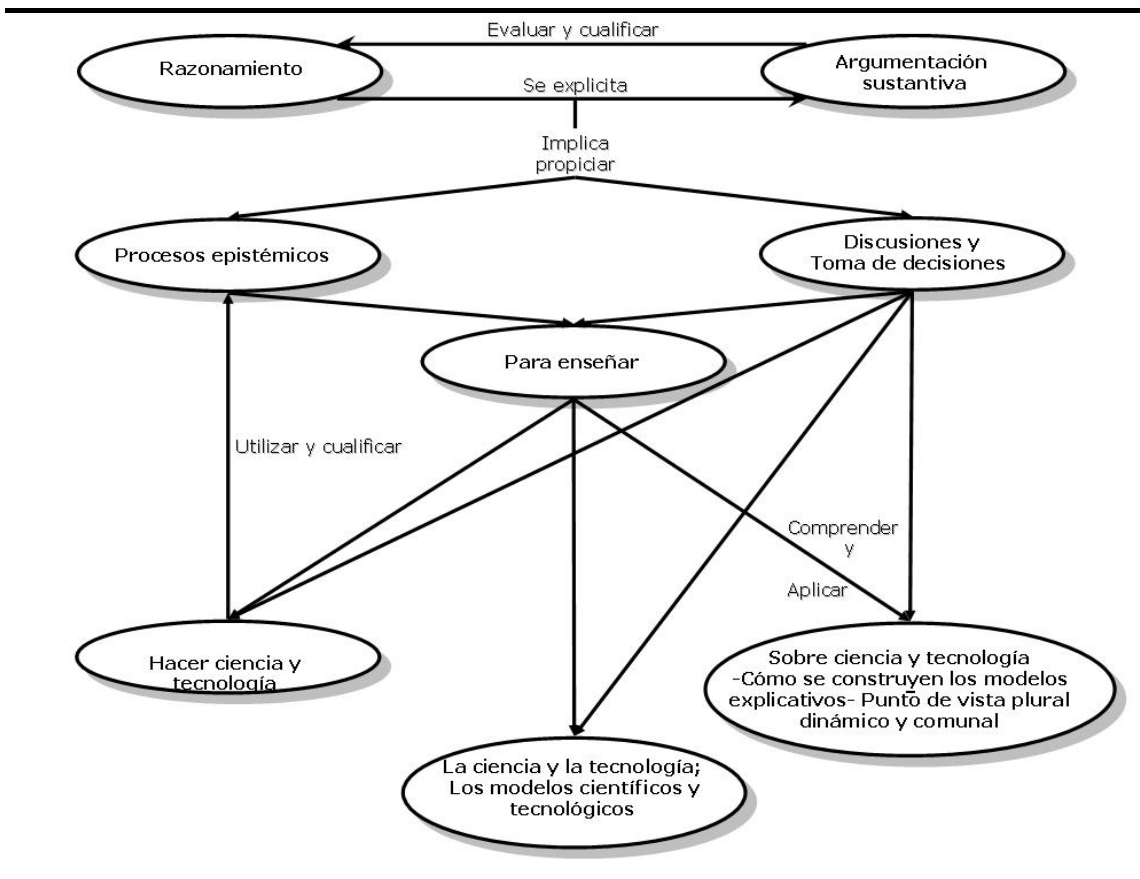 Evaluar y cualificar
Razonamiento
Argumentación
sustantiva
Se explicita
Implica
propiciar
Procesos epistémicos
Discusiones y
Toma de decisiones
Para enseñar
Utilizar y cualificar
Comprender
y
Aplicar
Hacer ciencia y
tecnología
Sobre ciencia y tecnología
-Cómo se construyen los modelos
explicativos- Punto de vista plural
dinámico y comunal
La ciencia y la tecnología;
Los modelos científicos y
tecnológicos